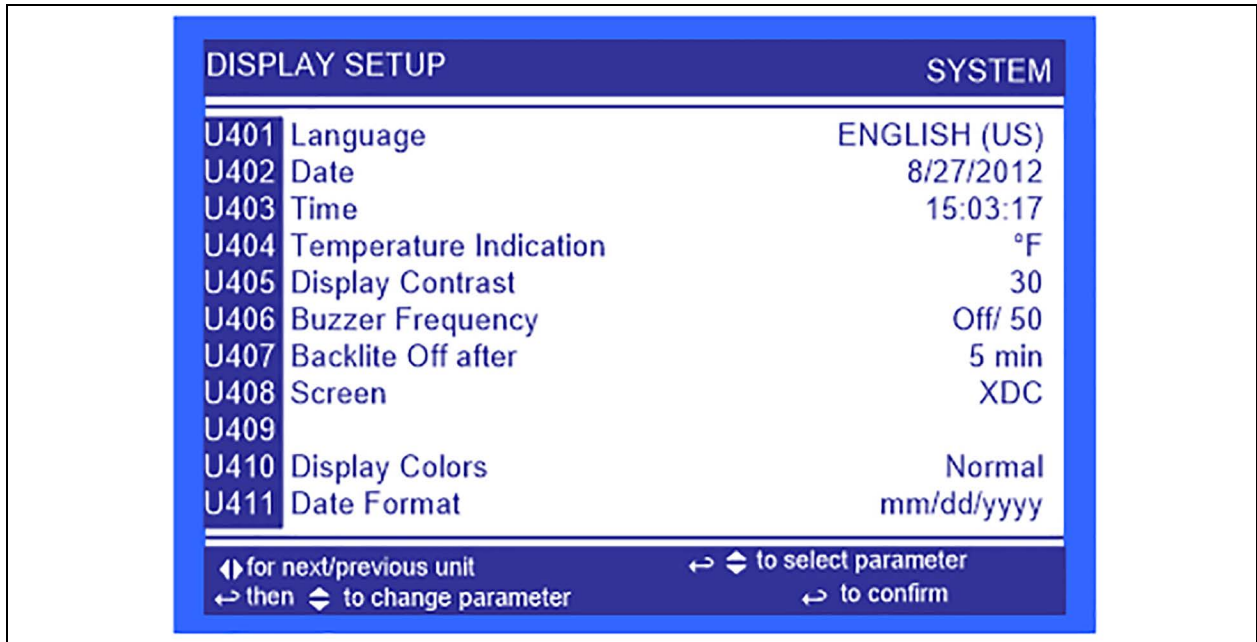 DISPLAY SETUP SYSTEM
U401 Language ENGLISH (US)
U402 Date 8/27/2012
U403 Time 15:03:17
U404 Temperature Indication °F
U405 Display Contrast 30
U406 Buzzer Frequency Off/ 50
U407 Backlite Off after 5 min
U408 Screen XDC
U409
U410 Display Colors Normal
U411 Date Format mm/dd/yyyy
for next/previous unit ↩ to select parameter
↩ then to change parameter ↩ to confirm